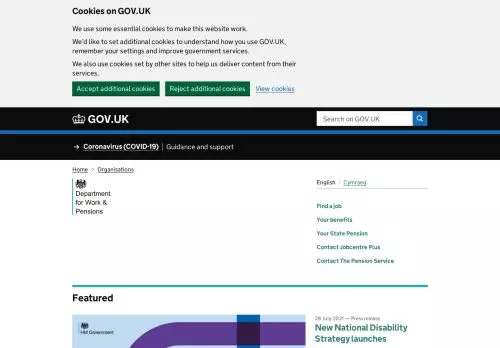 Cookies on GOV.UK
We use some essential cookies to make this website work.
We'd like to set additional cookies to understand how you use GOV.UK,
remember your settings and improve government services.
We also use cookies set by other sites to help us deliver content from their
services.
Accept additional cookies Reject additional cookies View cookies
GOV.UK Search on GOV.UK
→ Coronavirus (COVID-19) Guidance and support
Home > Organisations
English Cymraeg
Department
for Work &
Pensions
Find a job
Your benefits
Your State Pension
Contact Jobcentre Plus
Contact The Pension Service
Featured
HM Government
28 July 2021 — Press release
New National Disability
Strategy launches